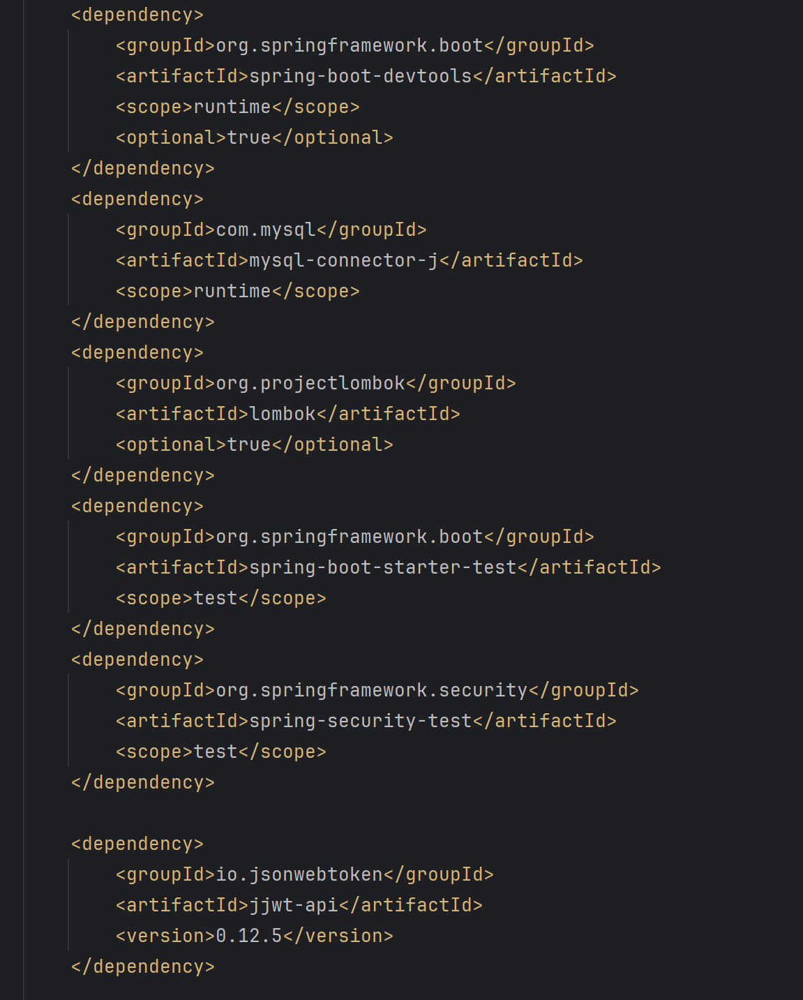 <dependency>
<groupId>org.springframework.boot</groupId>
<artifactId>spring-boot-devtools</artifactId>
<scope>runtime</scope>
<optional>true</optional>
</dependency>
<dependency>
<groupId>com.mysql</groupId>
<artifactId>mysql-connector-j</artifactId>
<scope>runtime</scope>
</dependency>
<dependency>
<groupId>org.projectlombok</groupId>
<artifactId>lombok</artifactId>
<optional>true</optional>
</dependency>
<dependency>
<groupId>org.springframework.boot</groupId>
<artifactId>spring-boot-starter-test</artifactId>
<scope>test</scope>
</dependency>
<dependency>
<groupId>org.springframework.security</groupId>
<artifactId>spring-security-test</artifactId>
<scope>test</scope>
</dependency>
<dependency>
<groupId>io.jsonwebtoken</groupId>
<artifactId>jjwt-api</artifactId>
<version>0.12.5</version>
</dependency>